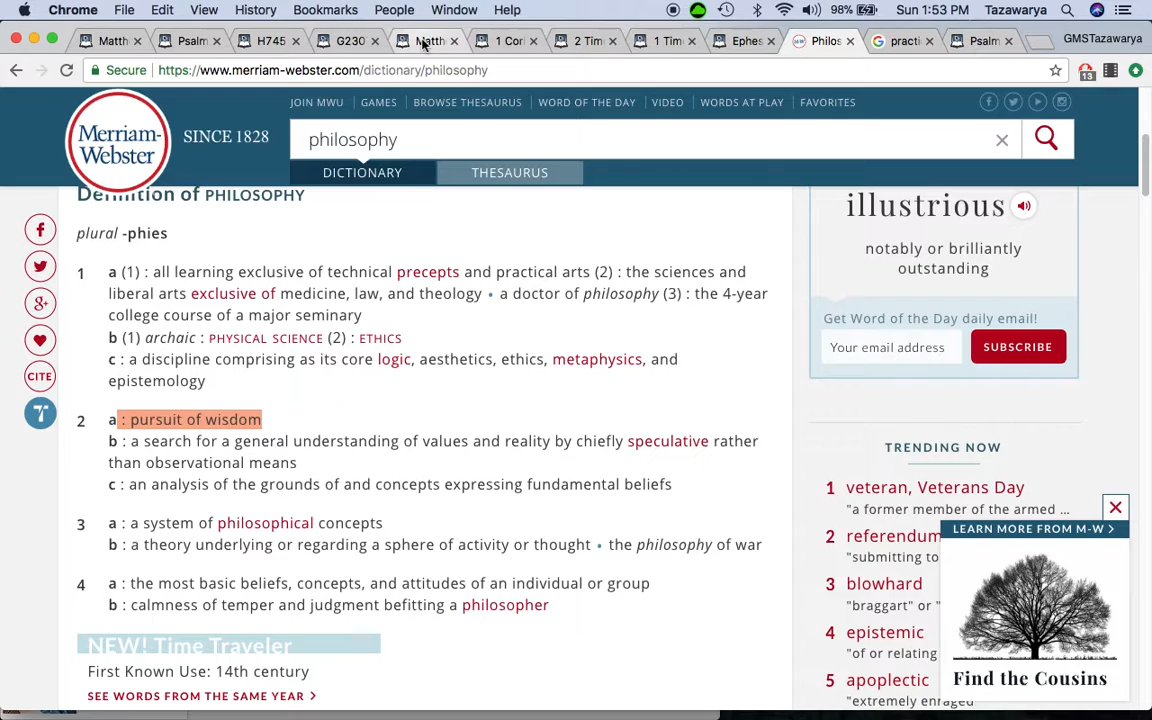 Chrome File Edit View History Bookmarks People Window Help 98% Sun 1:53 PM Tazawarya
Matth Psalm H745 G230 Matth 1 Cori 2 Tim 1 Tim Ephes Philos practi Psalm GMSTazawarya
Secure https://www.merriam-webster.com/dictionary/philosophy 13
JOIN MWU GAMES BROWSE THESAURUS WORD OF THE DAY VIDEO WORDS AT PLAY FAVORITES
Merriam-
Webster
SINCE 1828
philosophy
DICTIONARY THESAURUS
Definition of PHILOSOPHY
plural -phies
1 a (1) : all learning exclusive of technical precepts and practical arts (2) : the sciences and
liberal arts exclusive of medicine, law, and theology • a doctor of philosophy (3) : the 4-year
college course of a major seminary
b (1) archaic : PHYSICAL SCIENCE (2) : ETHICS
c : a discipline comprising as its core logic, aesthetics, ethics, metaphysics, and
epistemology
2 a : pursuit of wisdom
b : a search for a general understanding of values and reality by chiefly speculative rather
than observational means
c : an analysis of the grounds of and concepts expressing fundamental beliefs
3 a : a system of philosophical concepts
b : a theory underlying or regarding a sphere of activity or thought • the philosophy of war
4 a : the most basic beliefs, concepts, and attitudes of an individual or group
b : calmness of temper and judgment befitting a philosopher
NEW! Time Traveler
First Known Use: 14th century
SEE WORDS FROM THE SAME YEAR >
CITE
illustrious
notably or brilliantly
outstanding
Get Word of the Day daily email!
Your email address SUBSCRIBE
TRENDING NOW
1 veteran, Veterans Day
"a former member of the armed ...
2 referendum
"submitting to
3 blowhard
"braggart" or "
4 epistemic
"of or relating
5 apoplectic
"extremely enraged
LEARN MORE FROM M-W >
Find the Cousins